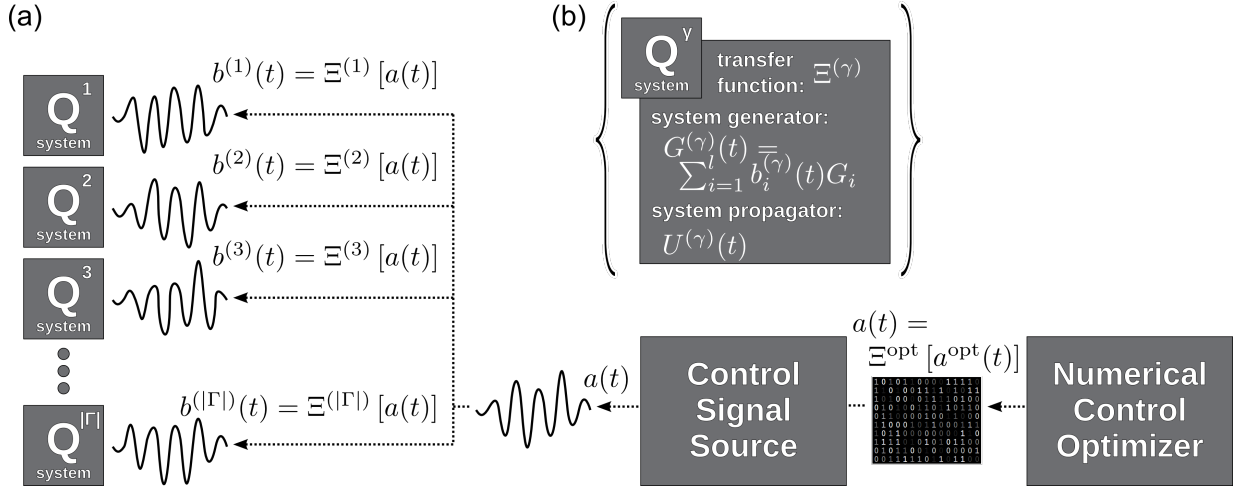 (a)
Q 1
system
b^{(1)}(t) = Ξ^{(1)} [a(t)]
Q 2
system
b^{(2)}(t) = Ξ^{(2)} [a(t)]
Q 3
system
b^{(3)}(t) = Ξ^{(3)} [a(t)]
Q |Γ|
system
b^{(|Γ|)}(t) = Ξ^{(|Γ|)} [a(t)]
(b)
Q γ
system
transfer
function: Ξ^{(γ)}
system generator:
G^{(γ)}(t) =
∑_{i=1}^{l} b_i^{(γ)}(t)G_i
system propagator:
U^{(γ)}(t)
a(t)
Control
Signal
Source
a(t) =
Ξ^{opt} [a^{opt}(t)]
Numerical
Control
Optimizer